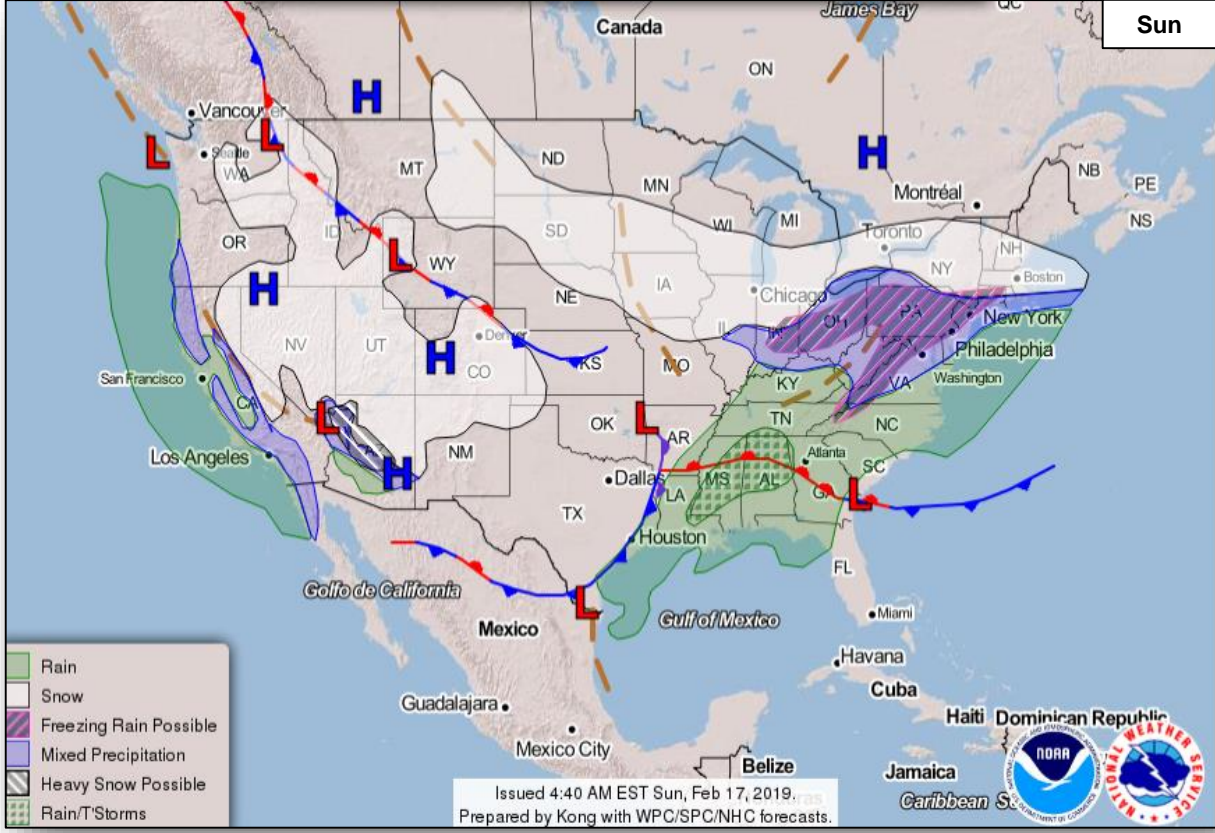 Sun
James Bay
QC
Canada
ON
H
Vancouver
L
L
H
Seattle
WA
MT
ND
MN
Montréal
NB
PE
NS
OR
ID
L
WY
SD
WI
MI
Toronto
NH
NY
Boston
H
NE
IA
Chicago
NV
UT
Denver
H
CO
KS
MO
IL
IN
OH
PA
New York
Philadelphia
San Francisco
CA
KY
VA
Washington
L
OK
L
AR
TN
NC
Los Angeles
H
NM
Dallas
MS
AL
Atlanta
SC
TX
LA
GA
L
Houston
FL
Golfo de California
L
Mexico
Gulf of Mexico
Miami
Havana
Cuba
Guadalajara
Haiti
Dominican Republic
Mexico City
Belize
Jamaica
Caribbean
Rain
Snow
Freezing Rain Possible
Mixed Precipitation
Heavy Snow Possible
Rain/T'Storms
Issued 4:40 AM EST Sun, Feb 17, 2019.
Prepared by Kong with WPC/SPC/NHC forecasts.
NOAA
NATIONAL WEATHER SERVICE